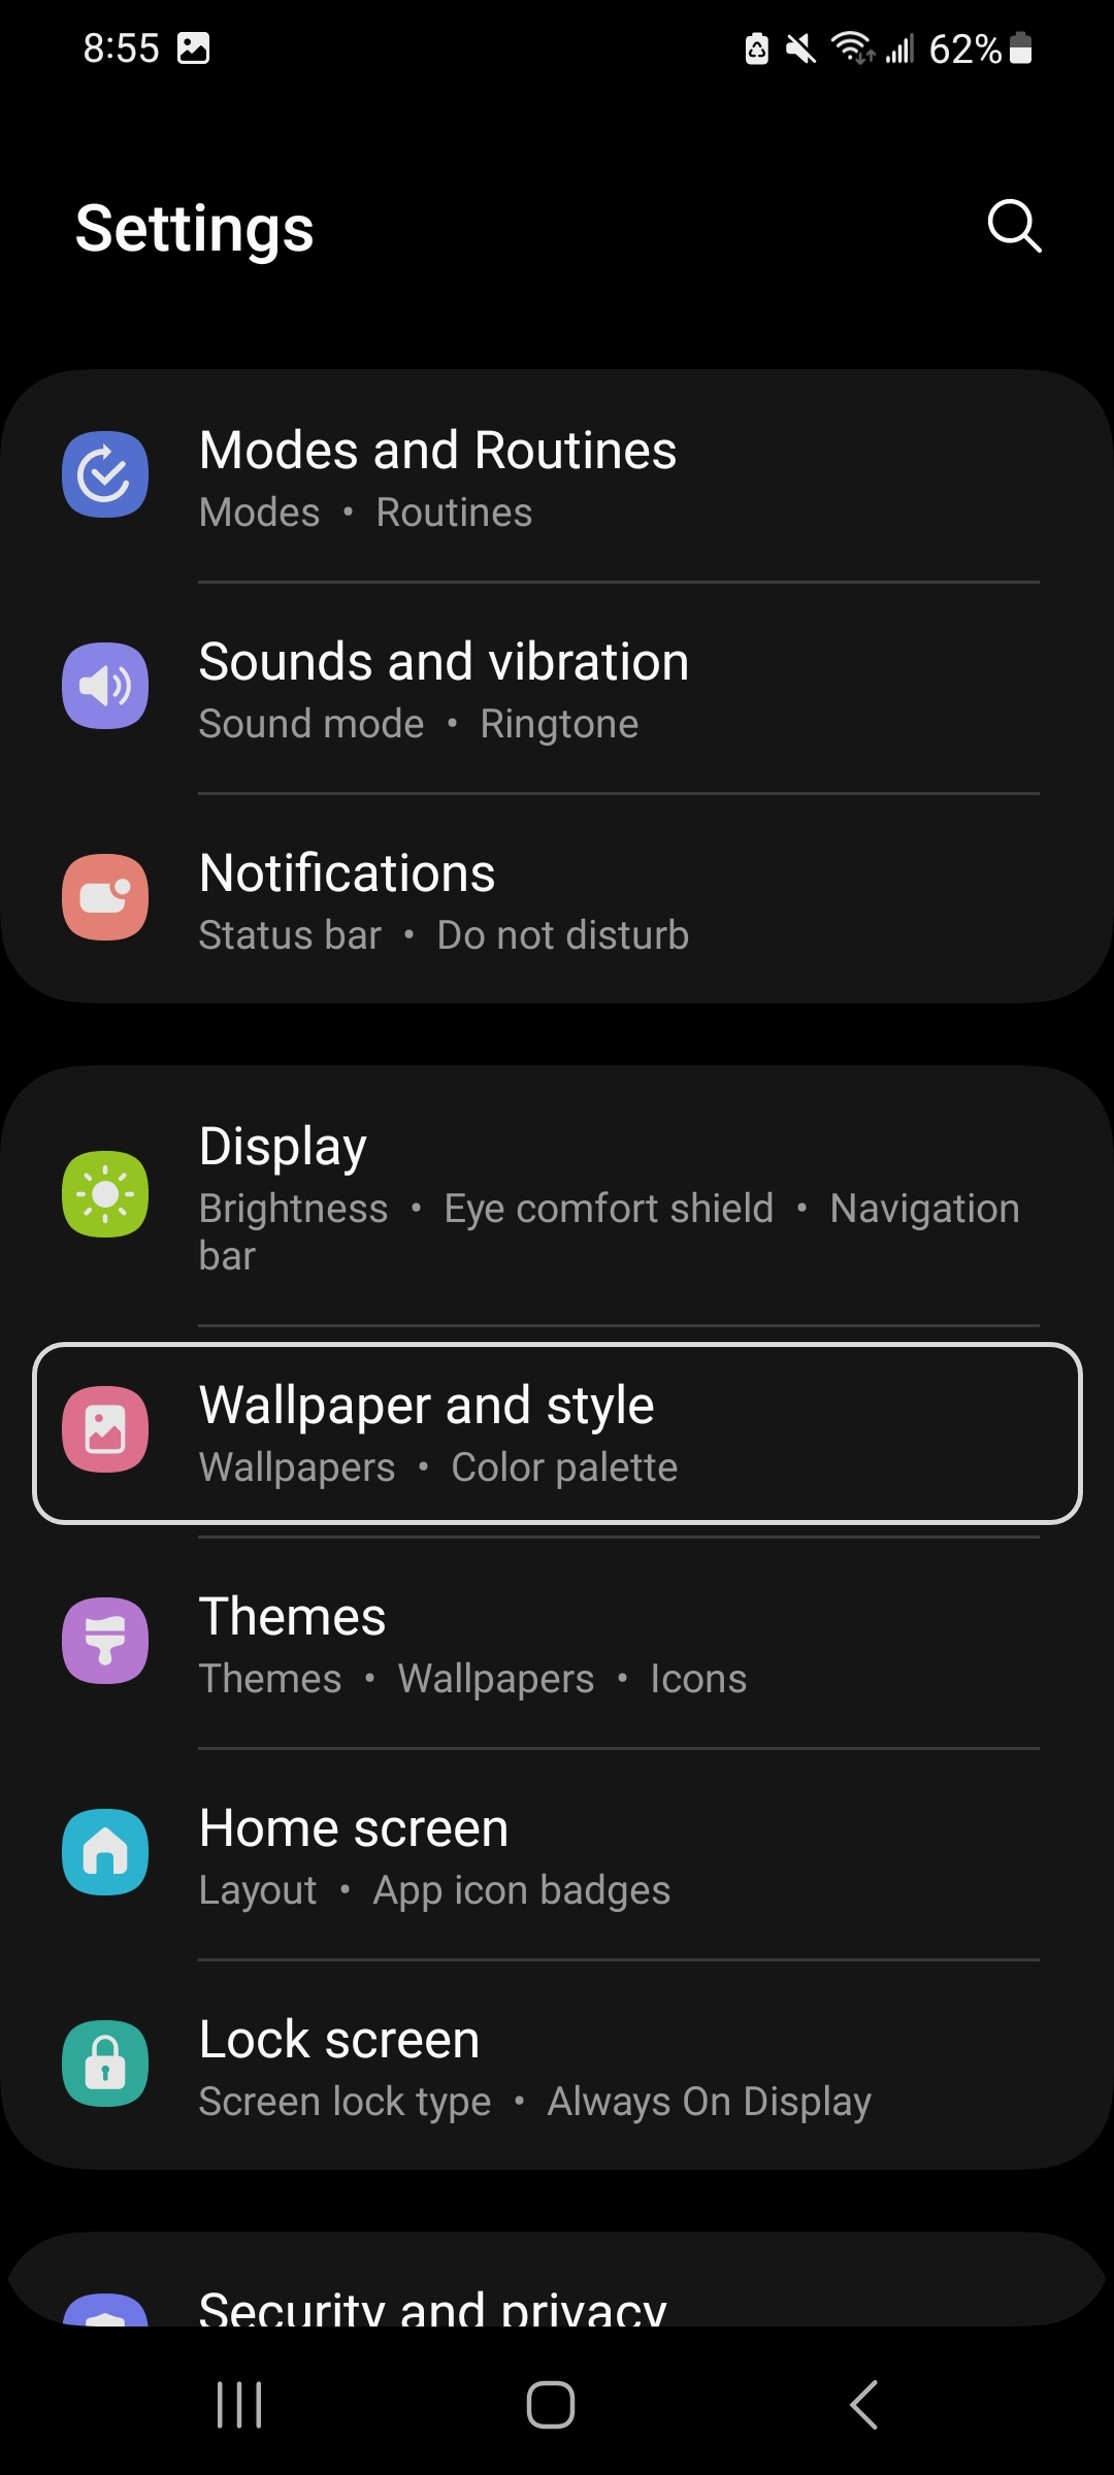 8:55 62%
Settings
Modes and Routines
Modes • Routines
Sounds and vibration
Sound mode • Ringtone
Notifications
Status bar • Do not disturb
Display
Brightness • Eye comfort shield • Navigation
bar
Wallpaper and style
Wallpapers • Color palette
Themes
Themes • Wallpapers • Icons
Home screen
Layout • App icon badges
Lock screen
Screen lock type • Always On Display
Security and privacy